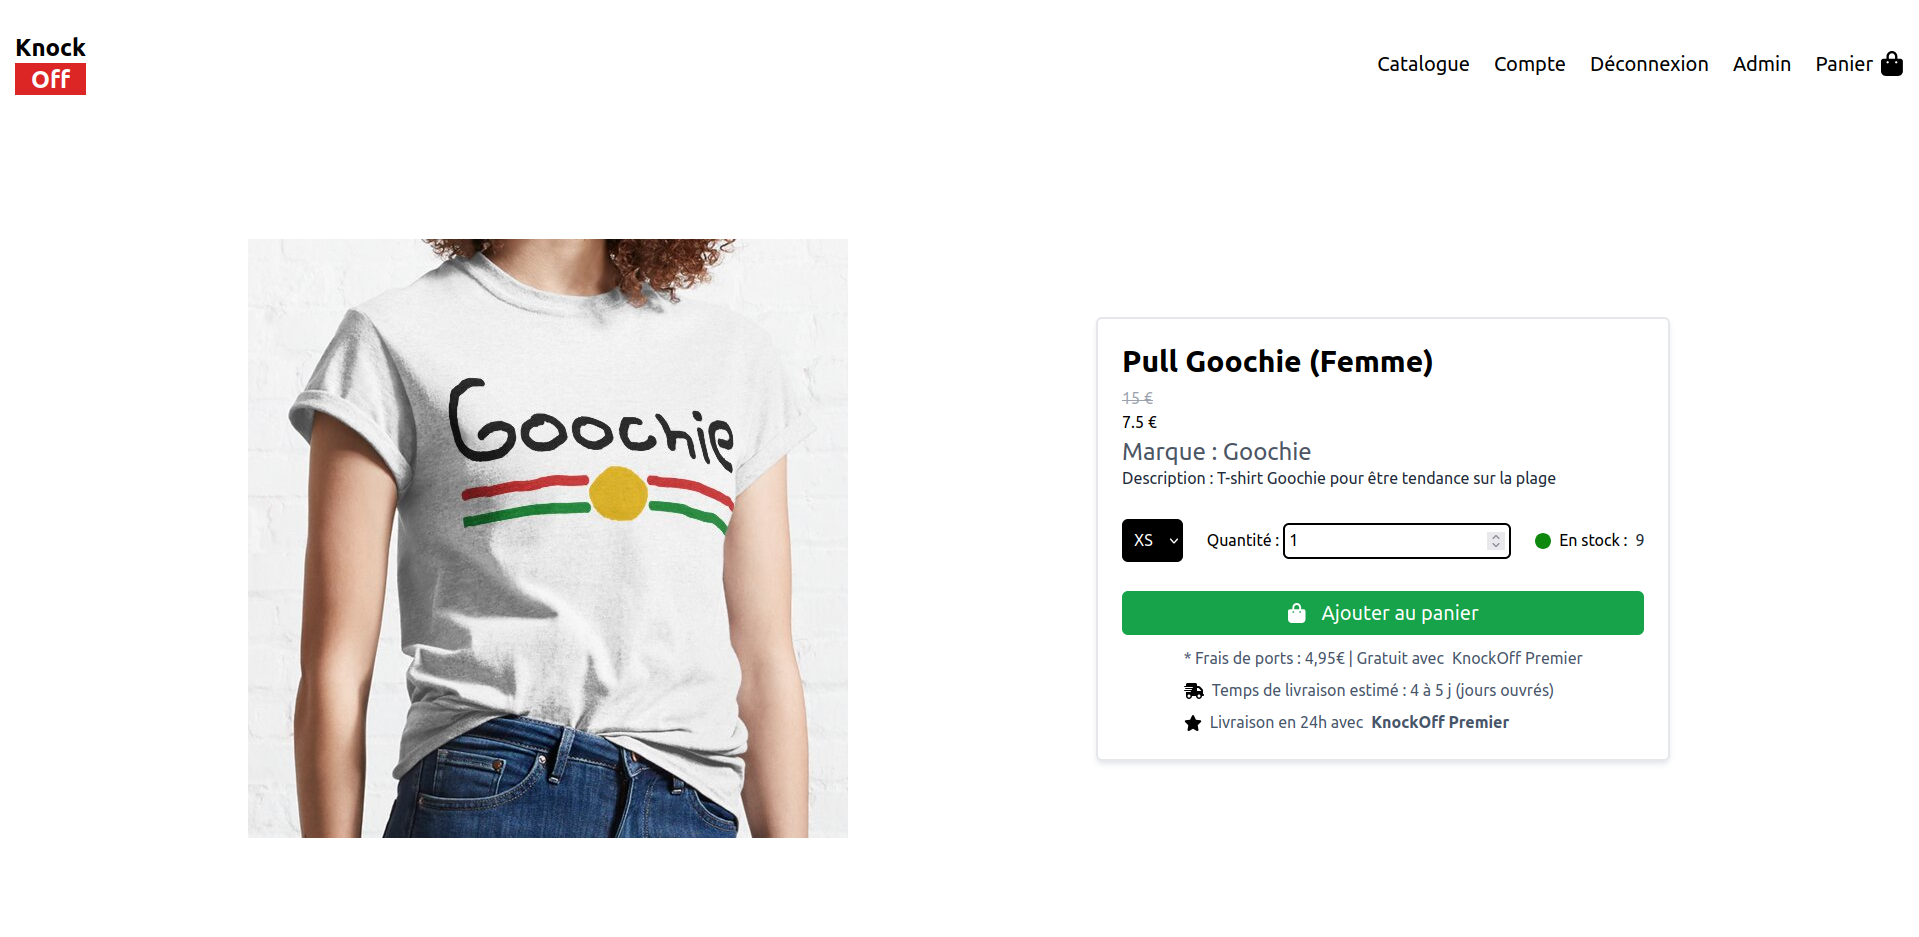 Knock
Off
Catalogue Compte Déconnexion Admin Panier
Goochie
Pull Goochie (Femme)
15 €
7.5 €
Marque : Goochie
Description : T-shirt Goochie pour être tendance sur la plage
XS Quantité : 1 En stock : 9
Ajouter au panier
* Frais de ports : 4,95€ | Gratuit avec KnockOff Premier
Temps de livraison estimé : 4 à 5 j (jours ouvrés)
Livraison en 24h avec KnockOff Premier